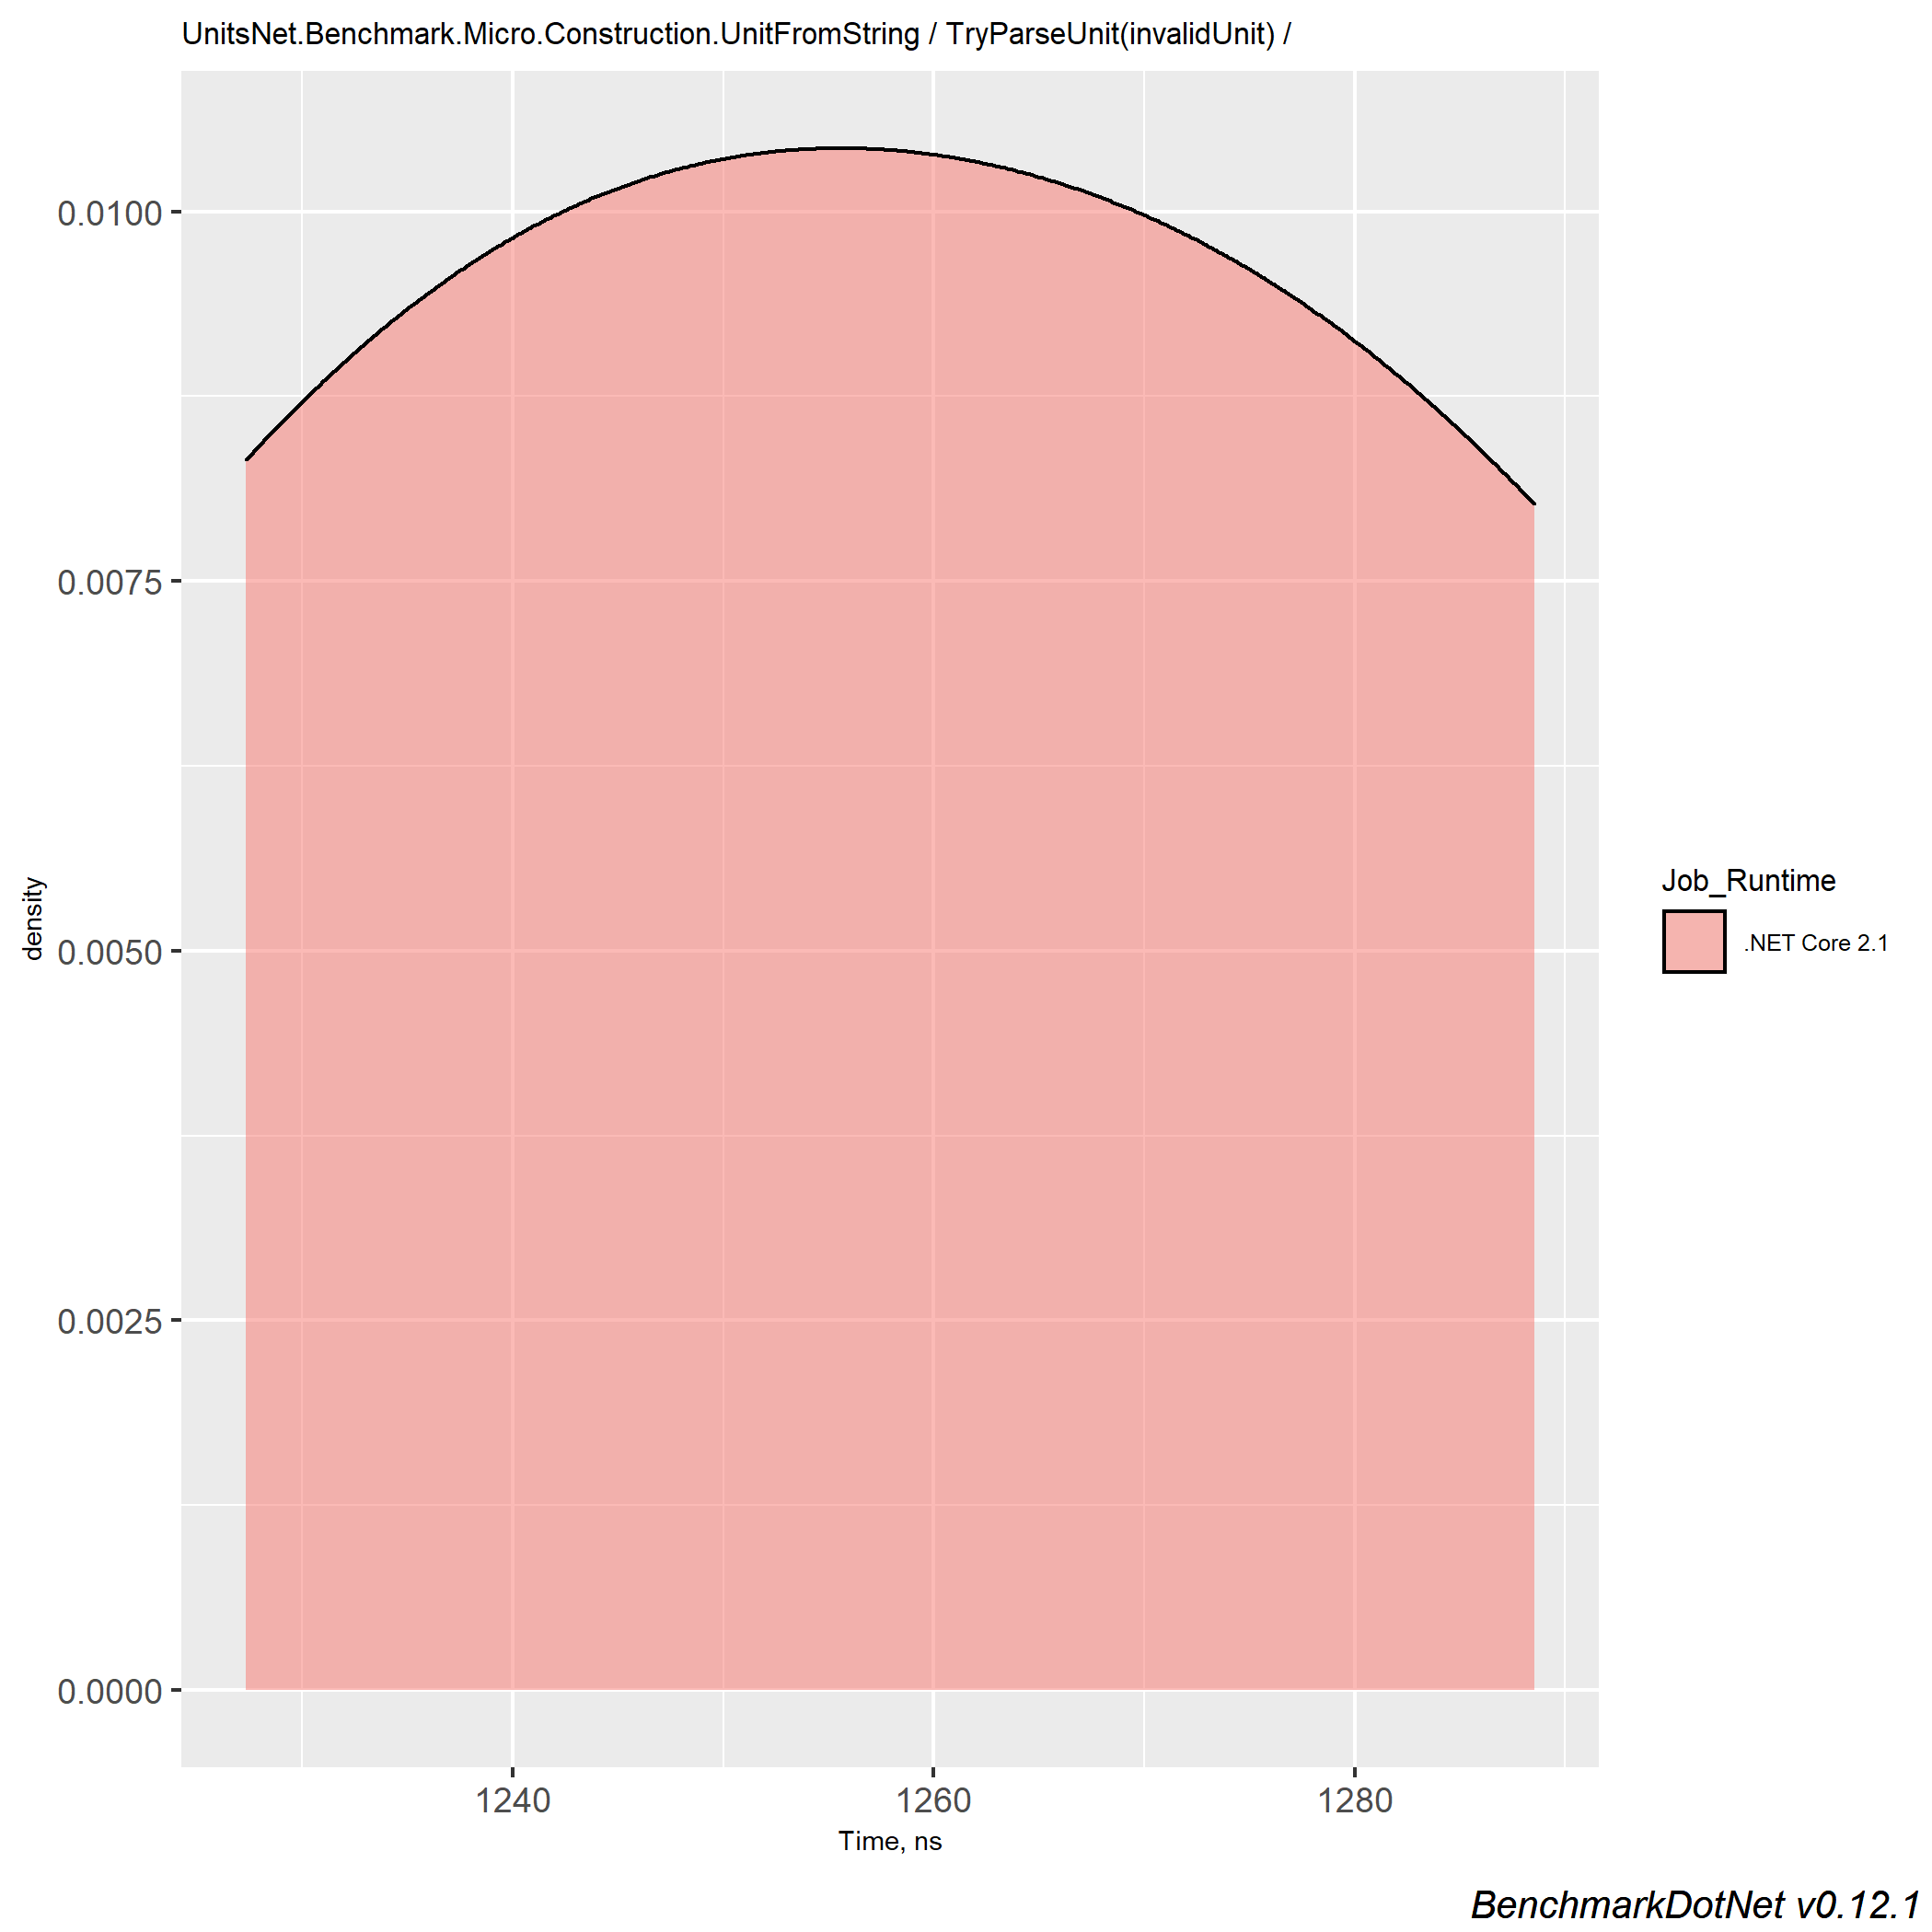 UnitsNet.Benchmark.Micro.Construction.UnitFromString / TryParseUnit(invalidUnit) /
0.0100
0.0075
0.0050
0.0025
0.0000
density
1240 1260 1280
Time, ns
Job_Runtime
.NET Core 2.1
BenchmarkDotNet v0.12.1